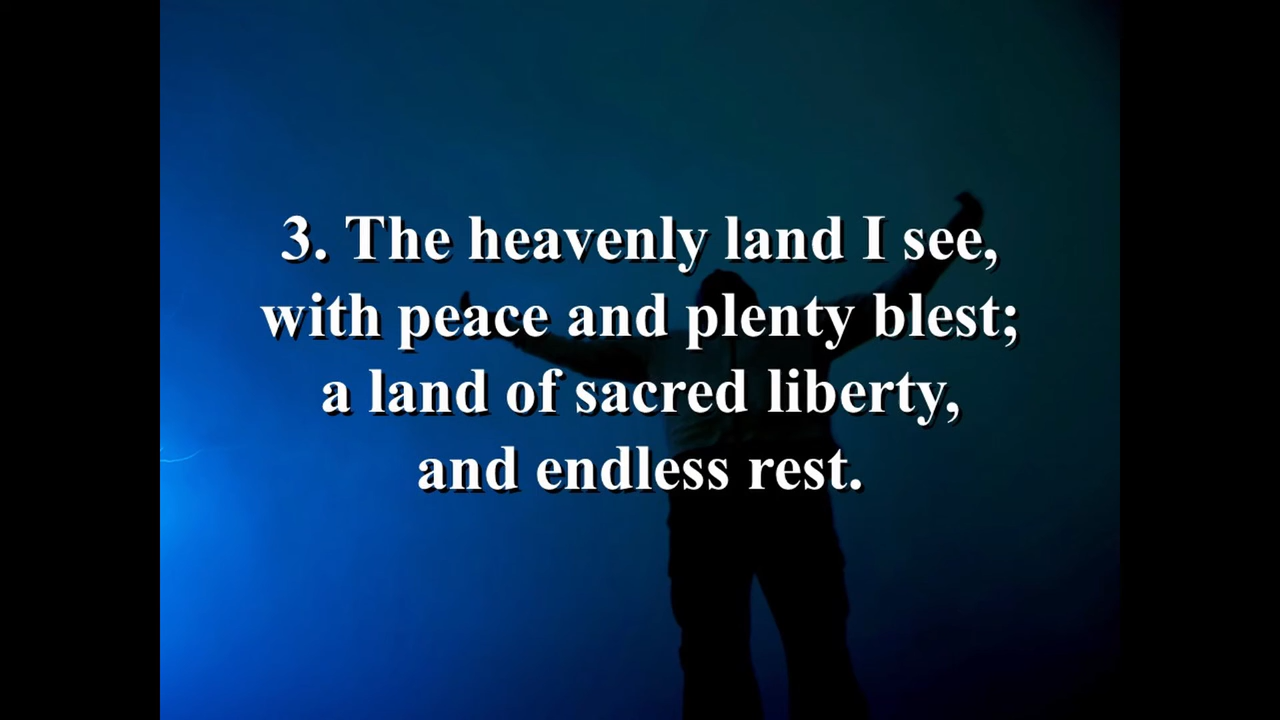 3. The heavenly land I see,
with peace and plenty blest;
a land of sacred liberty,
and endless rest.